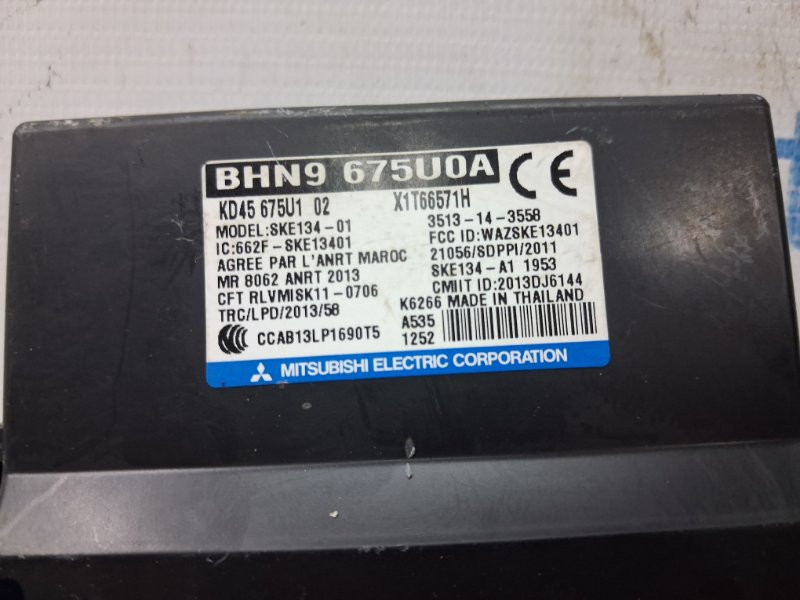 BHN9 675U0A
KD45 675U1 02 X1T66571H
MODEL:SKE134-01 3513-14-3558
IC:662F-SKE13401 FCC ID:WAZSKE13401
AGREE PAR L'ANRT MAROC 21056/SDPPI/2011
MR 8062 ANRT 2013 SKE134-A1 1953
CFT RLVMISK11-0706 CMIIT ID:2013DJ6144
TRC/LPD/2013/58 K6266 MADE IN THAILAND
CCAB13LP1690T5 A535
1252
MITSUBISHI ELECTRIC CORPORATION
CE